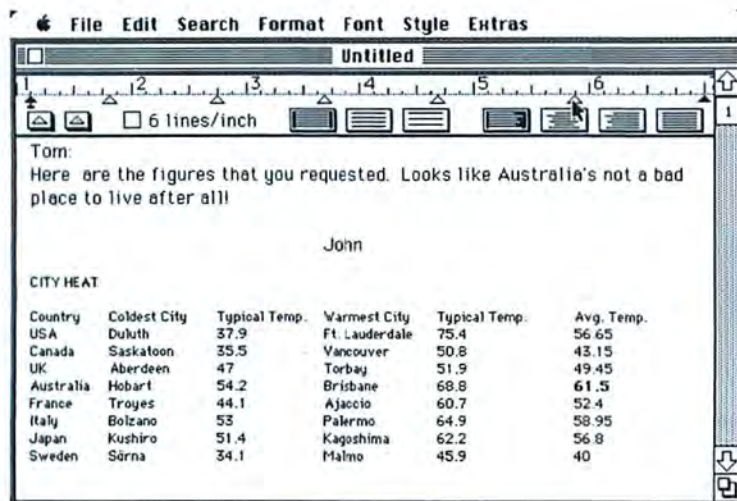 File Edit Search Format Font Style Extras
Untitled
1 2 3 4 5 6
6 lines/inch
1
Tom:
Here are the figures that you requested. Looks like Australia's not a bad
place to live after all!
John
CITY HEAT
Country Coldest City Typical Temp. Warmest City Typical Temp. Avg. Temp.
USA Duluth 37.9 Ft. Lauderdale 75.4 56.65
Canada Saskatoon 35.5 Vancouver 50.8 43.15
UK Aberdeen 47 Torbay 51.9 49.45
Australia Hobart 54.2 Brisbane 68.8 61.5
France Troyes 44.1 Ajaccio 60.7 52.4
Italy Bolzano 53 Palermo 64.9 58.95
Japan Kushiro 51.4 Kagoshima 62.2 56.8
Sweden Särna 34.1 Malmo 45.9 40